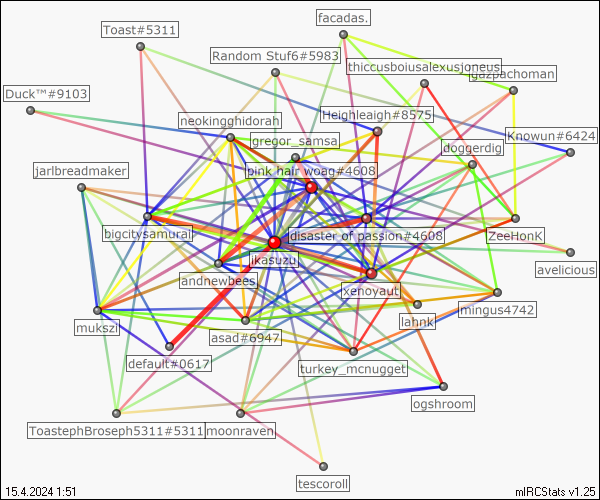 facadas.
Toast#5311
Random Stuf6#5983
thiccusboiusalexusjoneus
gazpachoman
Duck™#9103
Heighleaigh#8575
neokingghidorah
Knowun#6424
gregor_samsa
doggerdig
jarlbreadmaker
pink hair woag#4608
bigcitysamurai
disaster of passion#4608
ZeeHonk
ikasuzu
avelicious
andnewbees
xenoyaut
mukszi
lahnk
mingus4742
asad#6947
default#0617
turkey_mcnugget
ogshroom
ToastephBroseph5311#5311
moonraven
tescoroll
15.4.2024 1:51
mIRCStats v1.25